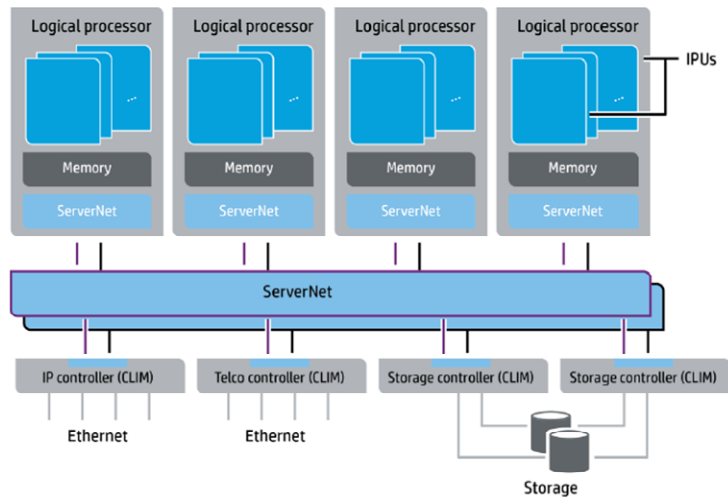 Logical processor
Logical processor
Logical processor
Logical processor
...
...
...
...
IPUs
Memory
Memory
Memory
Memory
ServerNet
ServerNet
ServerNet
ServerNet
ServerNet
IP controller (CLIM)
Telco controller (CLIM)
Storage controller (CLIM)
Storage controller (CLIM)
Ethernet
Ethernet
Storage